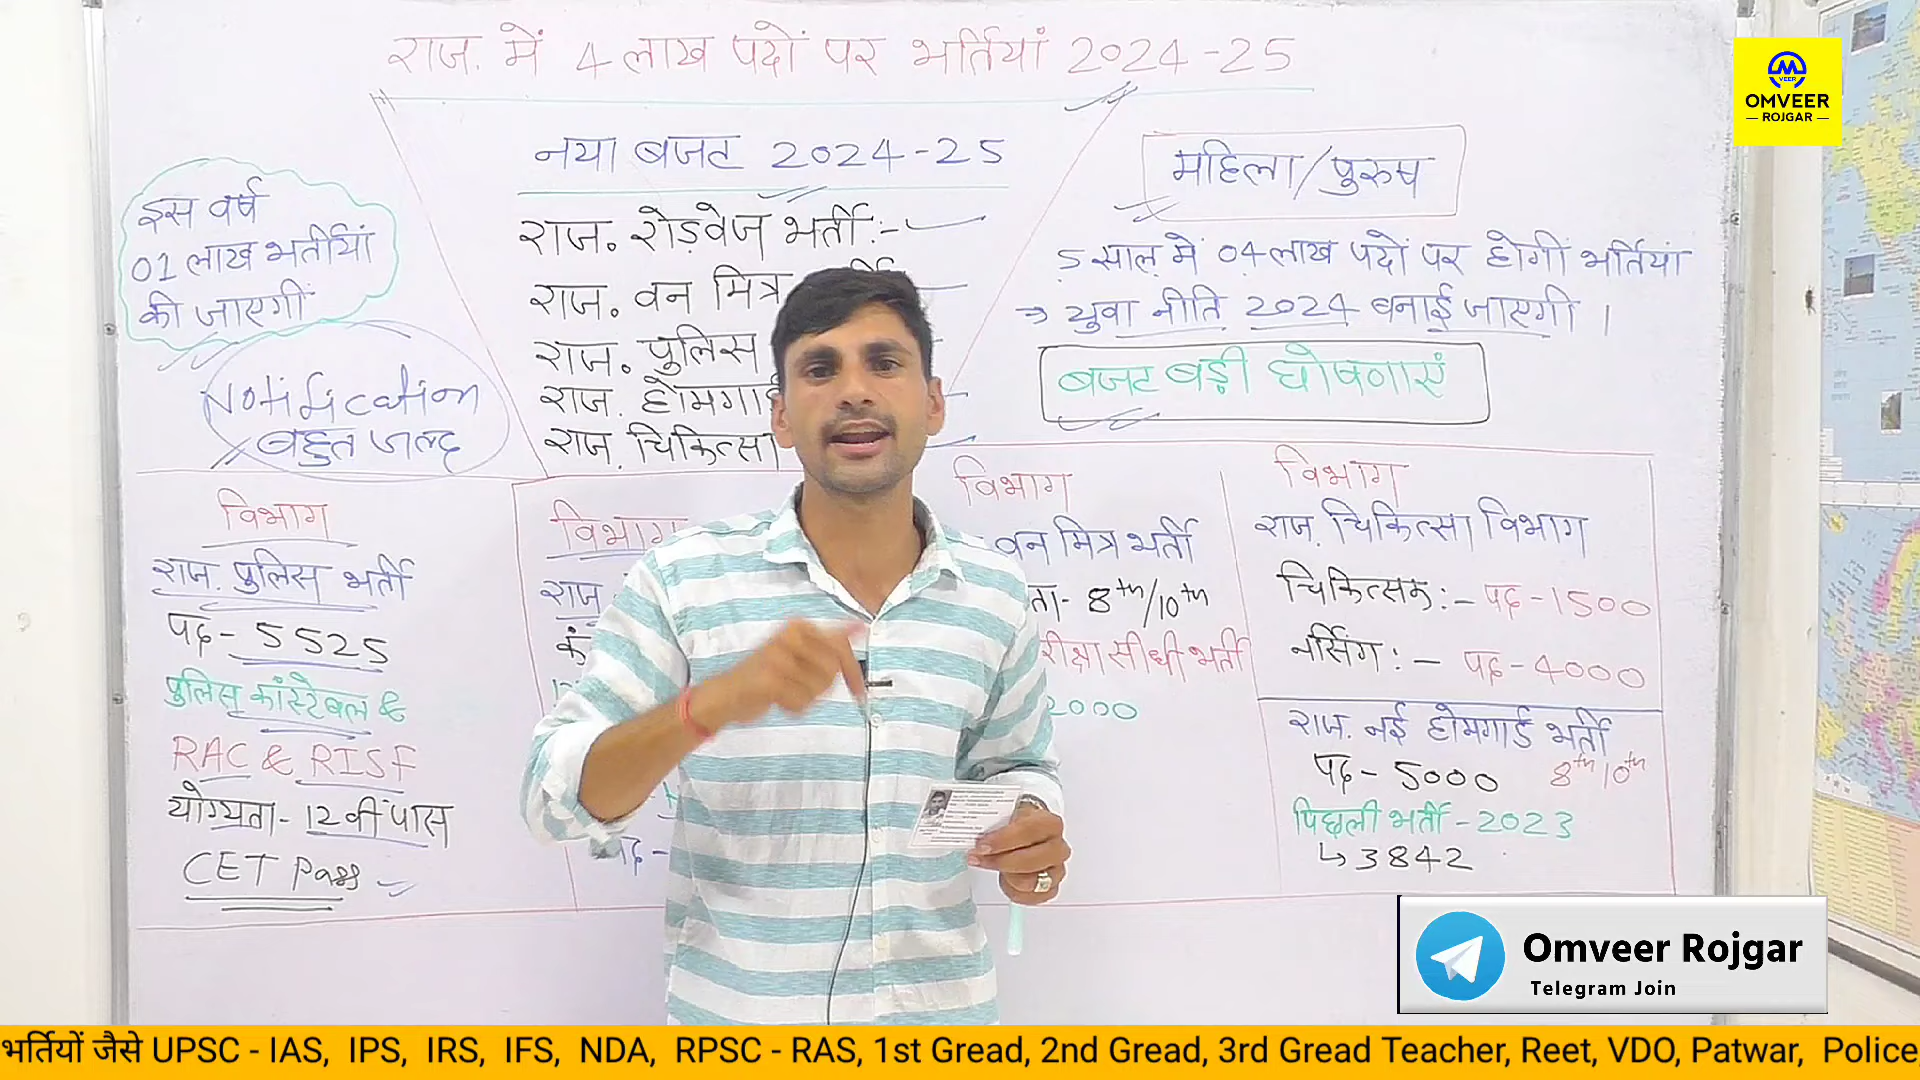 राज. में 4 लाख पदों पर भर्तियां 2024-25
VEER
OMVEER
— ROJGAR —
नया बजट 2024-25
महिला/पुरुष
इस वर्ष
01 लाख भर्तीयां
की जाएगी
राज. रोड़वेज भर्ती:-
राज. वन मित्र
राज. पुलिस
राज. होमगार्ड
राज. चिकित्सा
5 साल में 04 लाख पदों पर होगी भर्तियां
→ युवा नीति 2024 बनाई जाएगी ।
बजट बड़ी घोषणाएं
Notification
बहुत जल्द
विभाग
राज. पुलिस भर्ती
पद- 5525
पुलिस कांस्टेबल &
RAC & RISF
योग्यता- 12वीं पास
CET Pass
विभाग
राज.
कं
पद-
विभाग
वन मित्र भर्ती
ता- 8th/10th
रीक्षा सीधी भर्ती
2000
विभाग
राज. चिकित्सा विभाग
चिकित्सक:- पद-1500
नर्सिंग:- पद-4000
राज. नई होमगार्ड भर्ती
पद- 5000 8th 10th
पिछली भर्ती-2023
↳ 3842
Omveer Rojgar
Telegram Join
भर्तियों जैसे UPSC - IAS, IPS, IRS, IFS, NDA, RPSC - RAS, 1st Gread, 2nd Gread, 3rd Gread Teacher, Reet, VDO, Patwar, Police